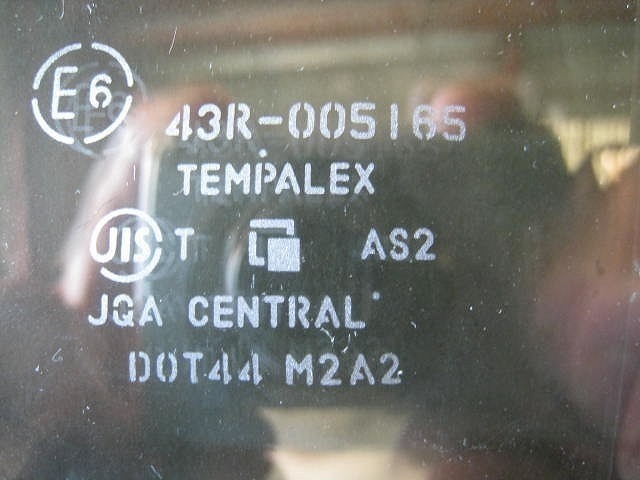 E6
43R-005165
TEMPALEX
JIS T AS2
JQA CENTRAL
DOT44 M2A2